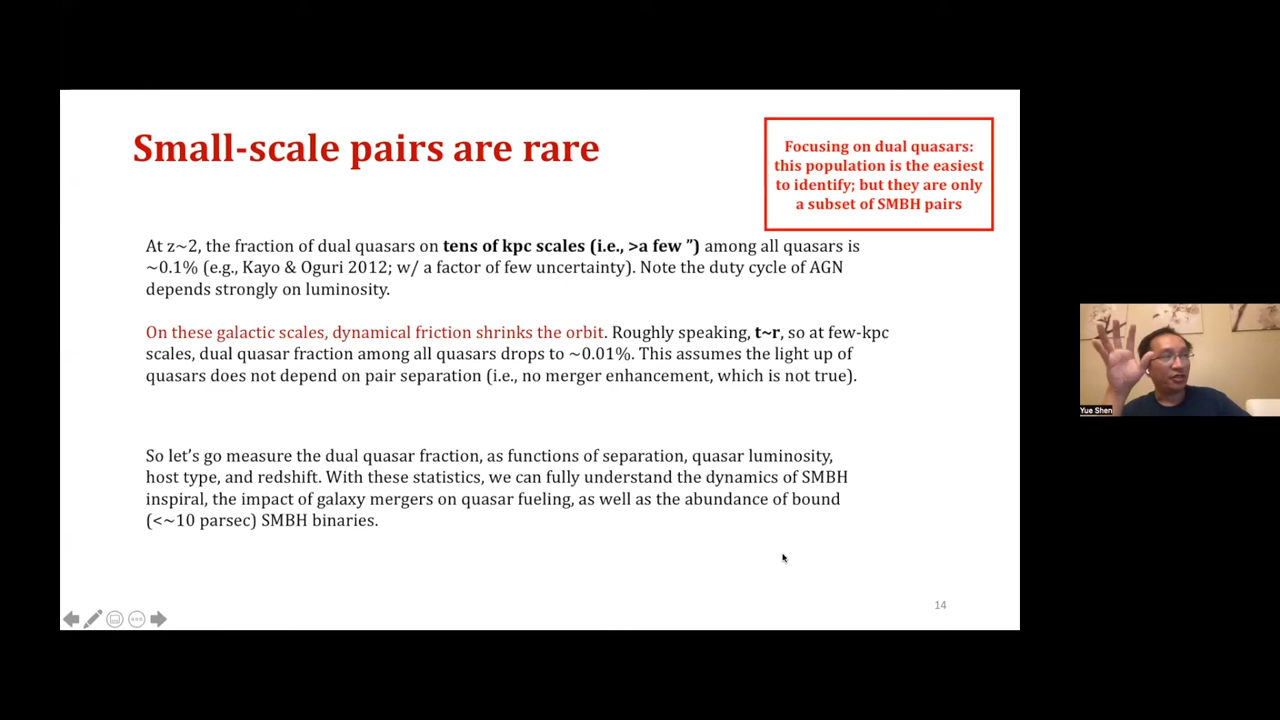 Small-scale pairs are rare
Focusing on dual quasars:
this population is the easiest
to identify; but they are only
a subset of SMBH pairs
At z~2, the fraction of dual quasars on tens of kpc scales (i.e., >a few ”) among all quasars is
~0.1% (e.g., Kayo & Oguri 2012; w/ a factor of few uncertainty). Note the duty cycle of AGN
depends strongly on luminosity.
On these galactic scales, dynamical friction shrinks the orbit. Roughly speaking, t~r, so at few-kpc
scales, dual quasar fraction among all quasars drops to ~0.01%. This assumes the light up of
quasars does not depend on pair separation (i.e., no merger enhancement, which is not true).
So let’s go measure the dual quasar fraction, as functions of separation, quasar luminosity,
host type, and redshift. With these statistics, we can fully understand the dynamics of SMBH
inspiral, the impact of galaxy mergers on quasar fueling, as well as the abundance of bound
(<~10 parsec) SMBH binaries.
14
Yue Shen